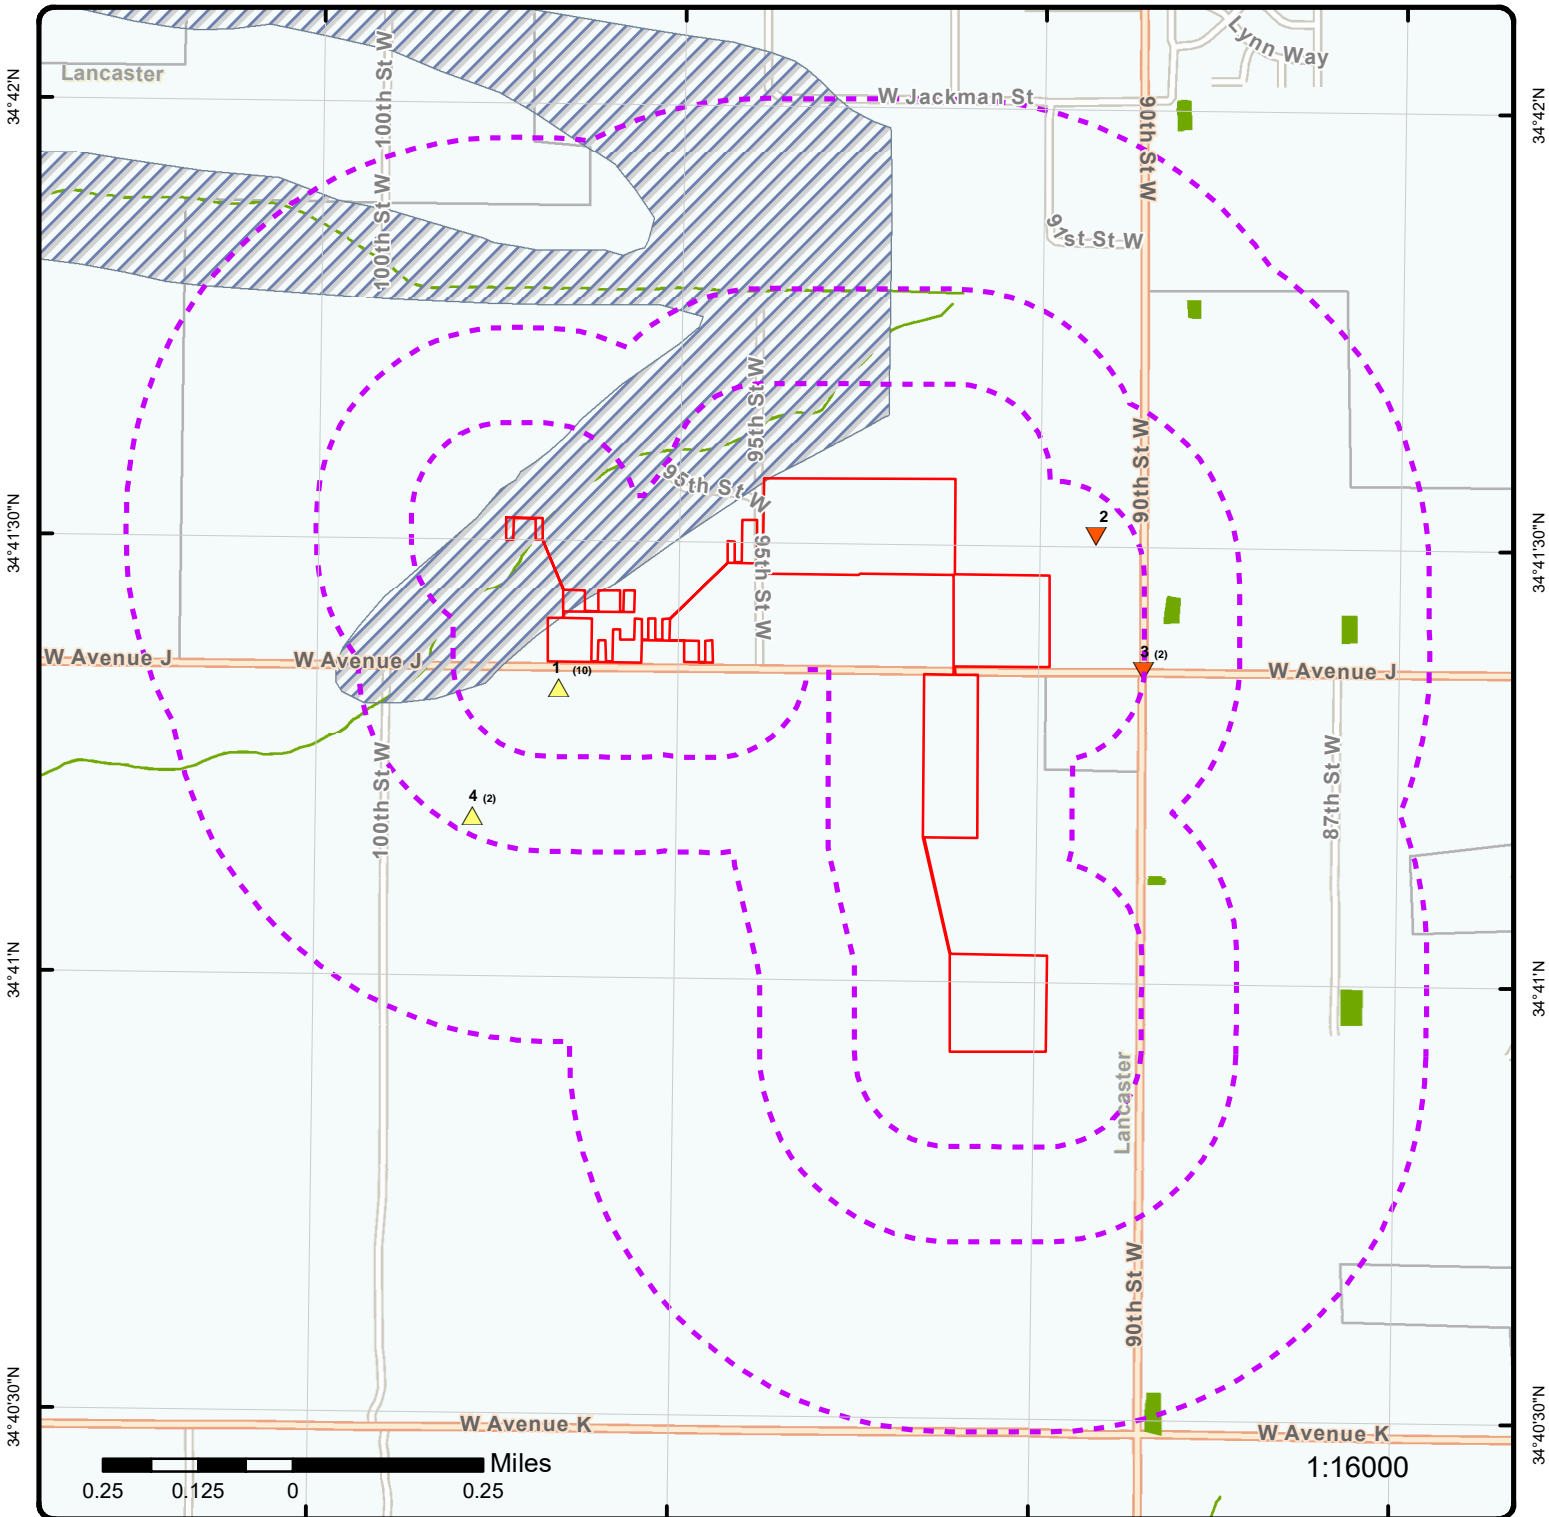 Lynn Way
Lancaster
100th St W
W Jackman St
90th St W
34°42'N
34°42'N
100th St W
91st St W
95th St W
90th St W
95th St W
2
34°41'30"N
34°41'30"N
95th St W
W Avenue J
W Avenue J
1 (10)
3 (2)
W Avenue J
100th St W
87th St W
4 (2)
34°41'N
34°41'N
Lancaster
90th St W
34°40'30"N
34°40'30"N
W Avenue K
W Avenue K
Miles
1:16000
0.25 0.125 0 0.25